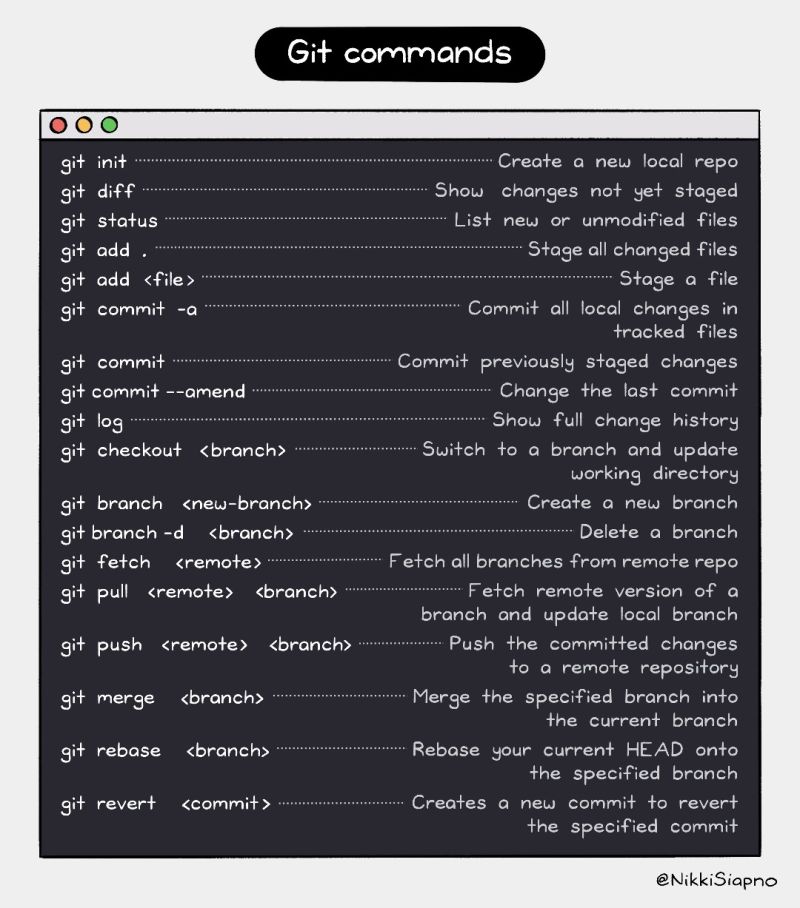 Git commands
git init Create a new local repo
git diff Show changes not yet staged
git status List new or unmodified files
git add . Stage all changed files
git add <file> Stage a file
git commit -a Commit all local changes in
tracked files
git commit Commit previously staged changes
git commit --amend Change the last commit
git log Show full change history
git checkout <branch> Switch to a branch and update
working directory
git branch <new-branch> Create a new branch
git branch -d <branch> Delete a branch
git fetch <remote> Fetch all branches from remote repo
git pull <remote> <branch> Fetch remote version of a
branch and update local branch
git push <remote> <branch> Push the committed changes
to a remote repository
git merge <branch> Merge the specified branch into
the current branch
git rebase <branch> Rebase your current HEAD onto
the specified branch
git revert <commit> Creates a new commit to revert
the specified commit
@NikkiSiapno